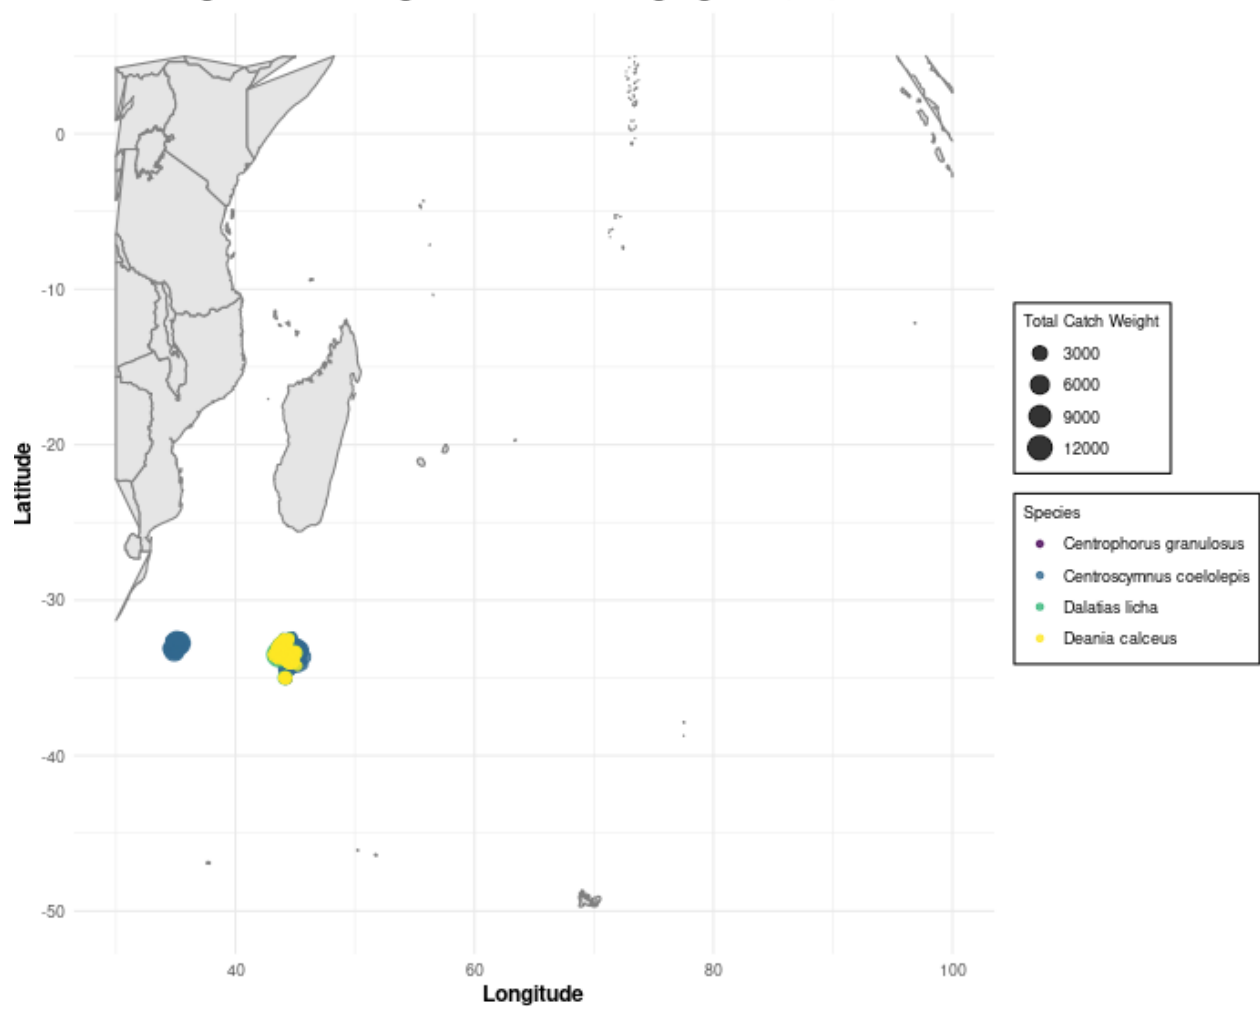 0
-10
-20
-30
-40
-50
Latitude
40
60
80
100
Longitude
Total Catch Weight
3000
6000
9000
12000
Species
Centrophorus granulosus
Centroscymnus coelolepis
Dalatias licha
Deania calceus